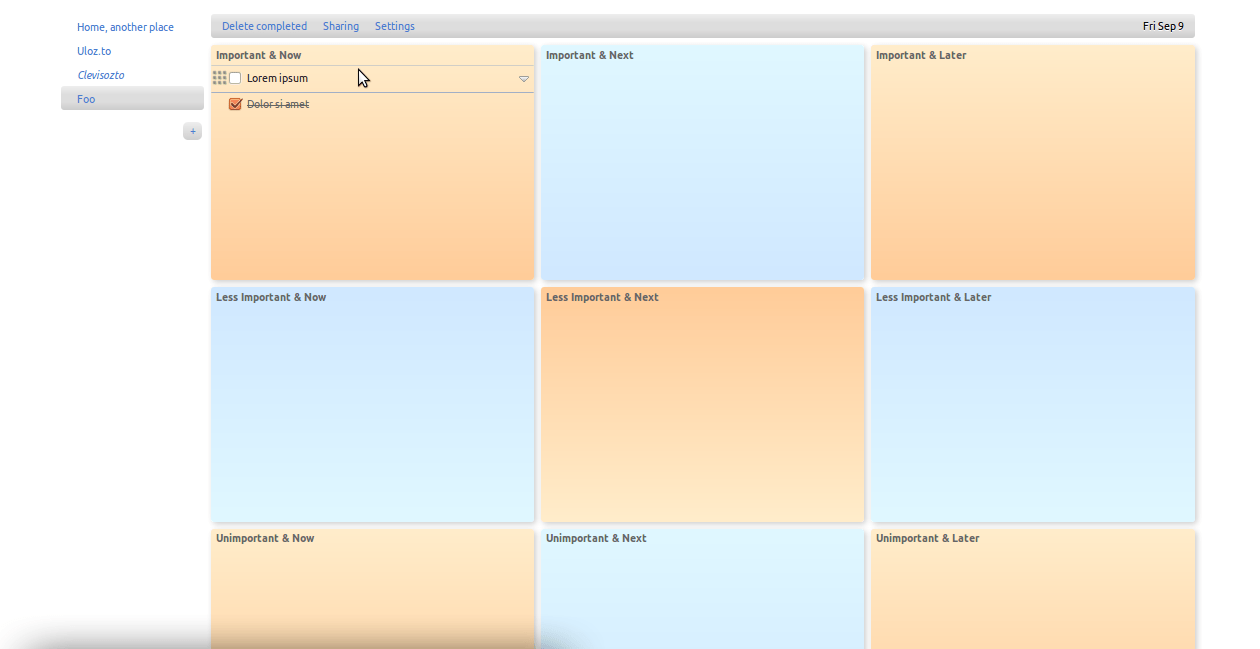 Home, another place
Uloz.to
Clevisozto
Foo
+
Delete completed Sharing Settings Fri Sep 9
Important & Now
Lorem ipsum
Dolor si amet
Important & Next
Important & Later
Less Important & Now
Less Important & Next
Less Important & Later
Unimportant & Now
Unimportant & Next
Unimportant & Later